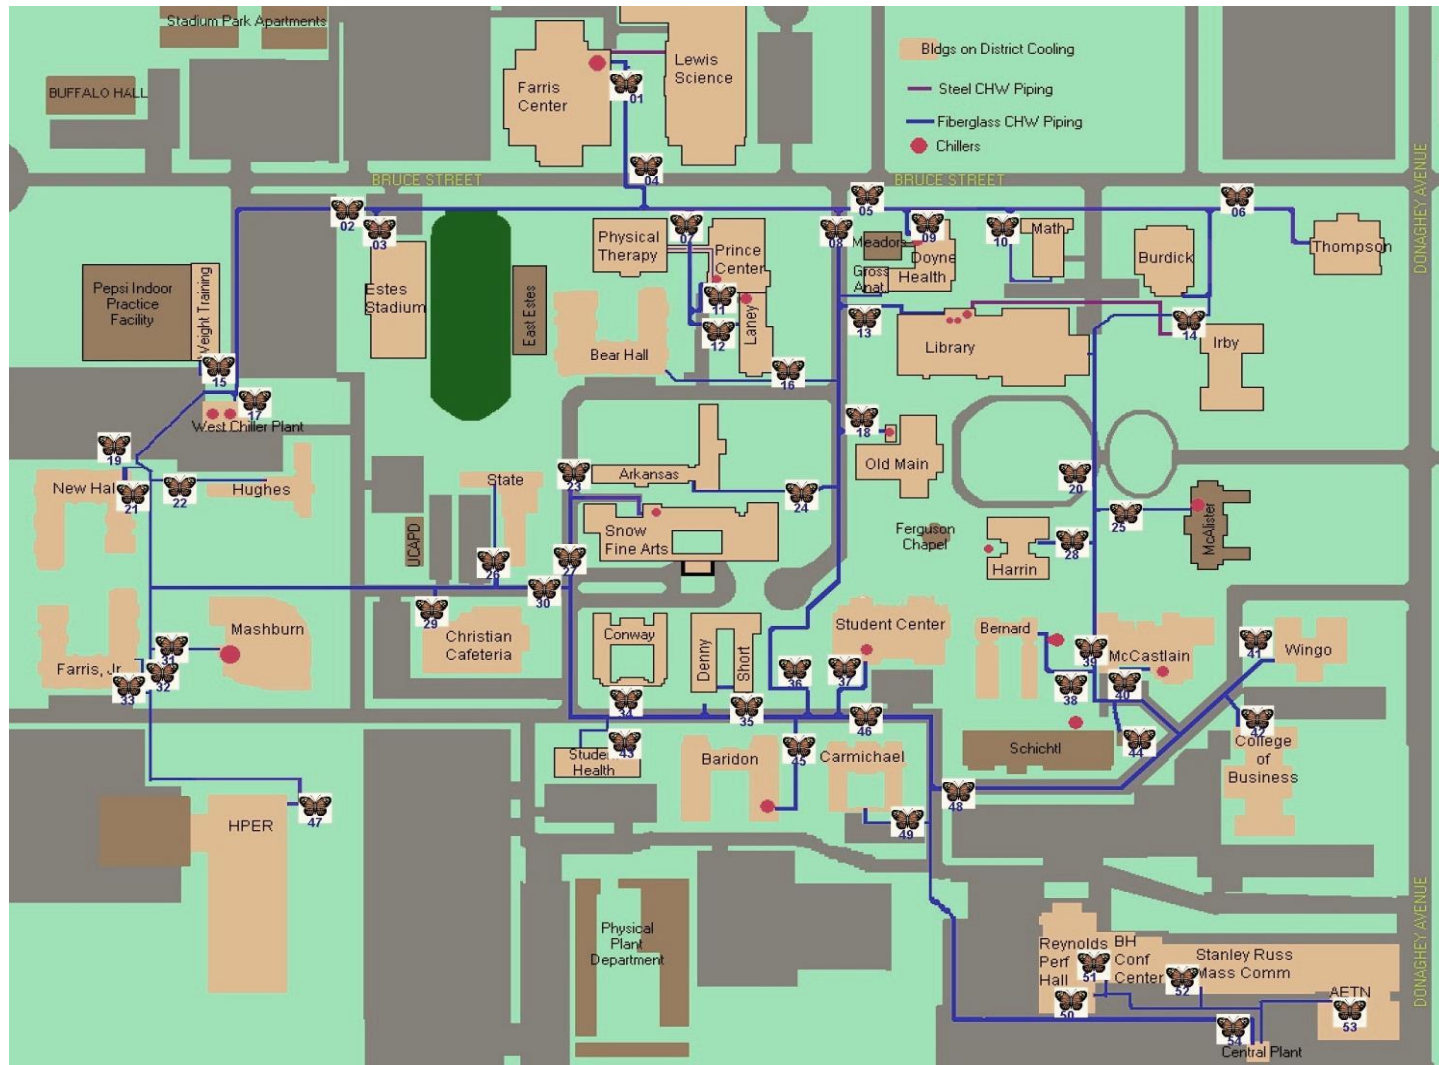 Stadium Park Apartments
BUFFALO HALL
Farris
Center
Lewis
Science
Bldgs on District Cooling
Steel CHW Piping
Fiberglass CHW Piping
Chillers
DONAGHEY AVENUE
01
04
BRUCE STREET
BRUCE STREET
02
03
05
06
07
08
09
10
Physical
Therapy
Prince
Center
Meadors
Doyne
Health
Gross
Anat.
Math
Burdick
Thompson
Pepsi Indoor
Practice
Facility
Weight Training
Estes
Stadium
East Estes
Bear Hall
11
12
Laney
13
Library
14
Irby
15
16
17
West Chiller Plant
18
Old Main
19
New Hal
21
22
Hughes
State
23
Arkansas
24
20
25
McAlister
UCAPD
Snow
Fine Arts
Ferguson
Chapel
28
Harrin
26
27
29
30
Mashburn
Christian
Cafeteria
Conway
Denny
Short
Student Center
Bernard
McCastlain
Wingo
Farris, Jr
31
32
33
34
35
36
37
38
39
40
41
42
43
Student
Health
44
45
46
Baridon
Carmichael
Schichtl
College
of
Business
47
HPER
48
49
Physical
Plant
Department
Reynolds
Perf
Hall
BH
Conf
Center
Stanley Russ
Mass Comm
50
51
52
AETN
53
54
Central Plant
DONAGHEY AVENUE